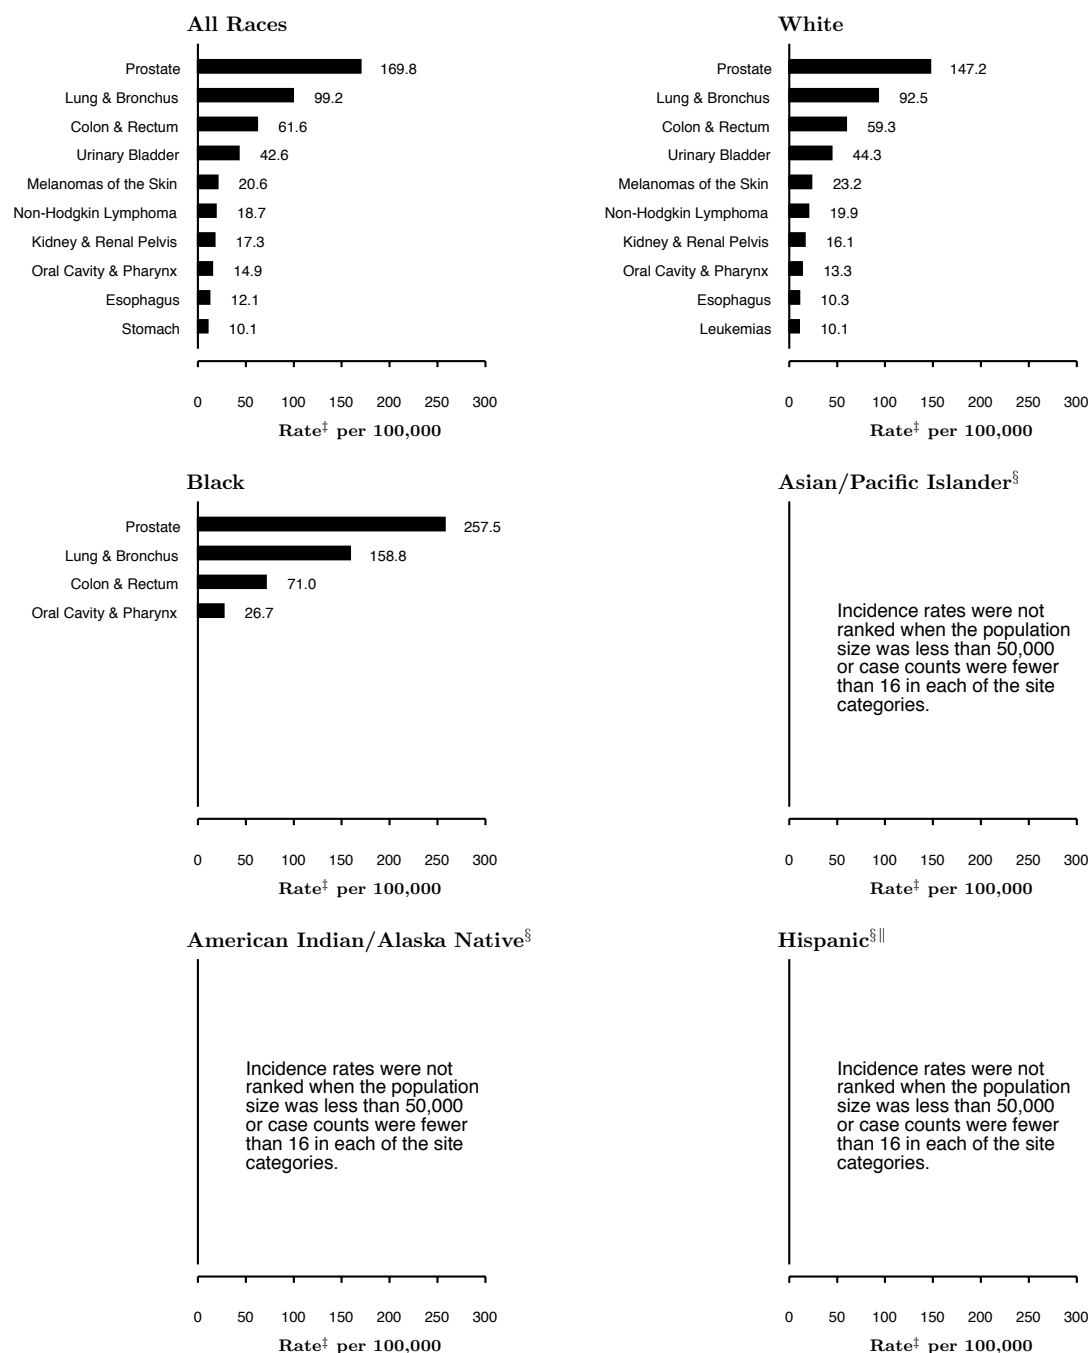 All Races
Prostate 169.8
Lung & Bronchus 99.2
Colon & Rectum 61.6
Urinary Bladder 42.6
Melanomas of the Skin 20.6
Non-Hodgkin Lymphoma 18.7
Kidney & Renal Pelvis 17.3
Oral Cavity & Pharynx 14.9
Esophagus 12.1
Stomach 10.1
0 50 100 150 200 250 300
Rate‡ per 100,000
White
Prostate 147.2
Lung & Bronchus 92.5
Colon & Rectum 59.3
Urinary Bladder 44.3
Melanomas of the Skin 23.2
Non-Hodgkin Lymphoma 19.9
Kidney & Renal Pelvis 16.1
Oral Cavity & Pharynx 13.3
Esophagus 10.3
Leukemias 10.1
0 50 100 150 200 250 300
Rate‡ per 100,000
Black
Prostate 257.5
Lung & Bronchus 158.8
Colon & Rectum 71.0
Oral Cavity & Pharynx 26.7
0 50 100 150 200 250 300
Rate‡ per 100,000
Asian/Pacific Islander§
Incidence rates were not
ranked when the population
size was less than 50,000
or case counts were fewer
than 16 in each of the site
categories.
0 50 100 150 200 250 300
Rate‡ per 100,000
American Indian/Alaska Native§
Incidence rates were not
ranked when the population
size was less than 50,000
or case counts were fewer
than 16 in each of the site
categories.
0 50 100 150 200 250 300
Rate‡ per 100,000
Hispanic§‖
Incidence rates were not
ranked when the population
size was less than 50,000
or case counts were fewer
than 16 in each of the site
categories.
0 50 100 150 200 250 300
Rate‡ per 100,000